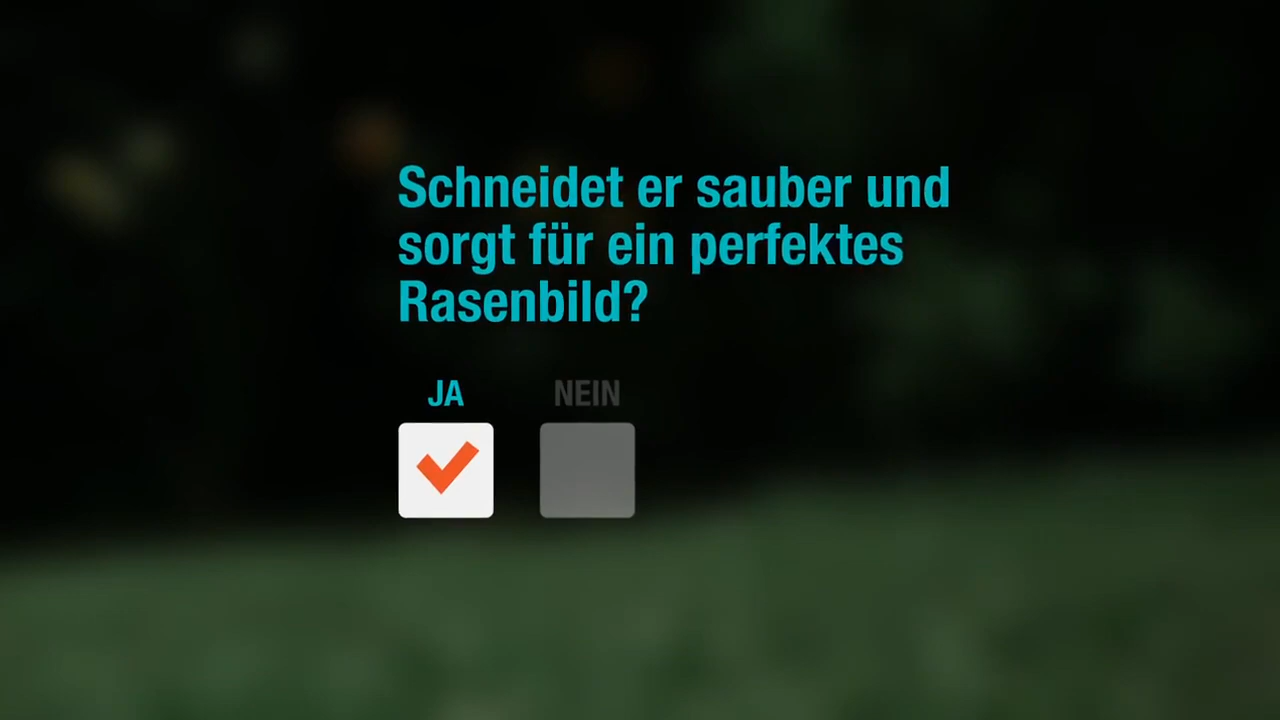 Schneidet er sauber und
sorgt für ein perfektes
Rasenbild?
JA NEIN